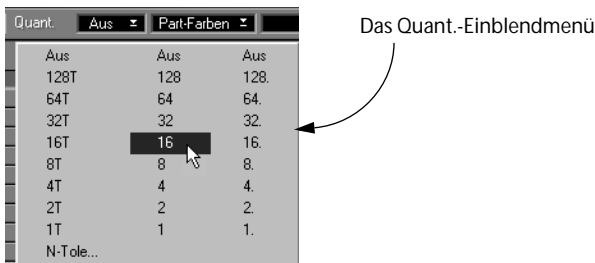 Quant. Aus Part-Farben
Das Quant.-Einblendmenü
Aus Aus Aus
128T 128 128.
64T 64 64.
32T 32 32.
16T 16 16.
8T 8 8.
4T 4 4.
2T 2 2.
1T 1 1.
N-Tole...